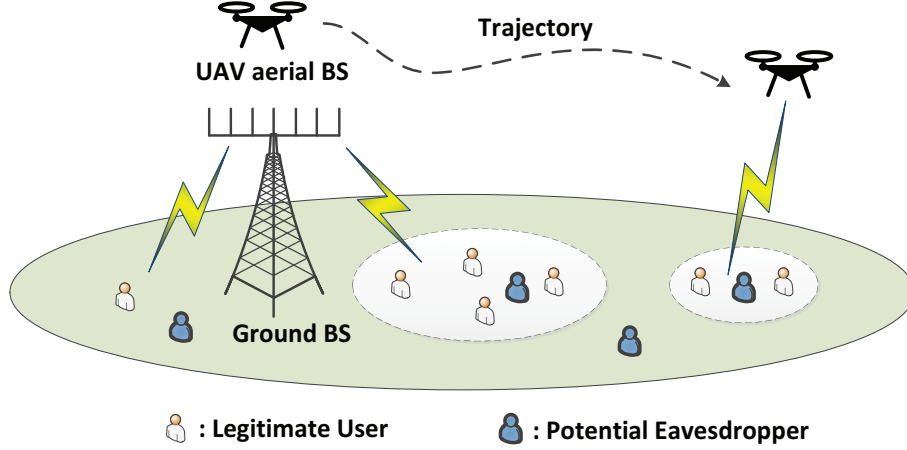 Trajectory
UAV aerial BS
Ground BS
: Legitimate User
: Potential Eavesdropper